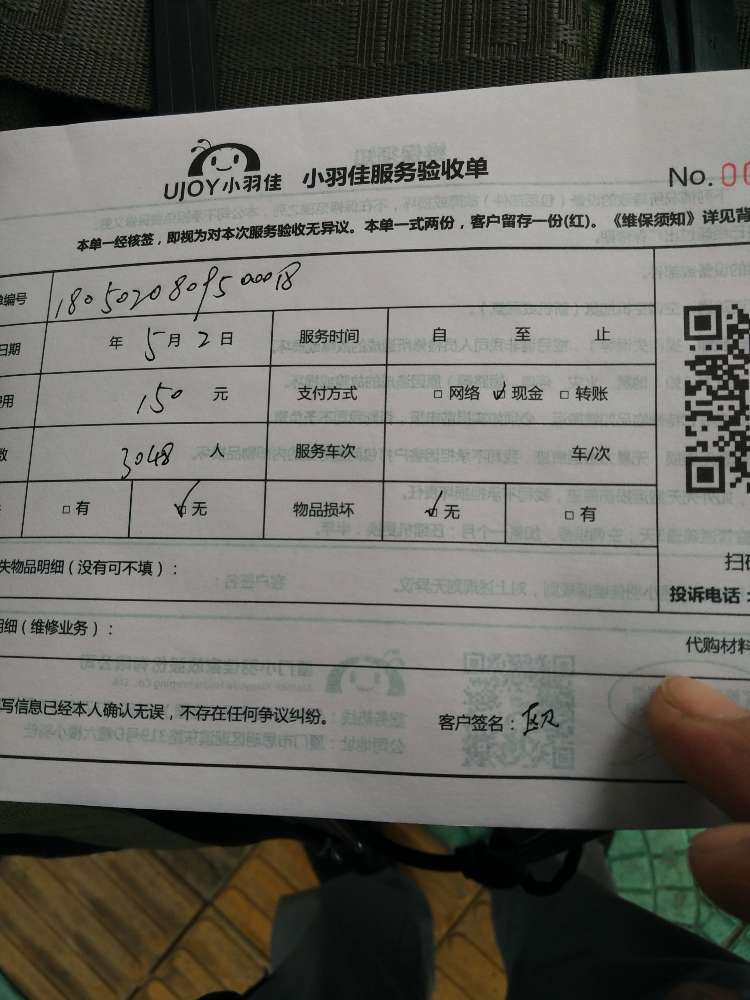 UJOY小羽佳 小羽佳服务验收单
No.00
本单一经核签，即视为对本次服务验收无异议。本单一式两份，客户留存一份(红)。《维保须知》详见背
单编号 1805020809500018
日期 年 5月 2日 服务时间 自 至 止
费用 150 元 支付方式 □ 网络 ☑ 现金 □ 转账
数 3048 人 服务车次 车/次
□ 有 ☑ 无 物品损坏 ☑ 无 □ 有
失物品明细（没有可不填）：
扫码
投诉电话：
明细（维修业务）：
代购材料
写信息已经本人确认无误，不存在任何争议纠纷。
客户签名：